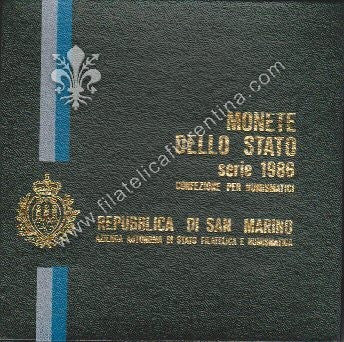 MONETE
DELLO STATO
serie 1986
CONFEZIONE PER NUMISMATICI
REPUBBLICA DI SAN MARINO
AZIENDA AUTONOMA DI STATO FILATELICA E NUMISMATICA
www.filatelicafiorentina.com